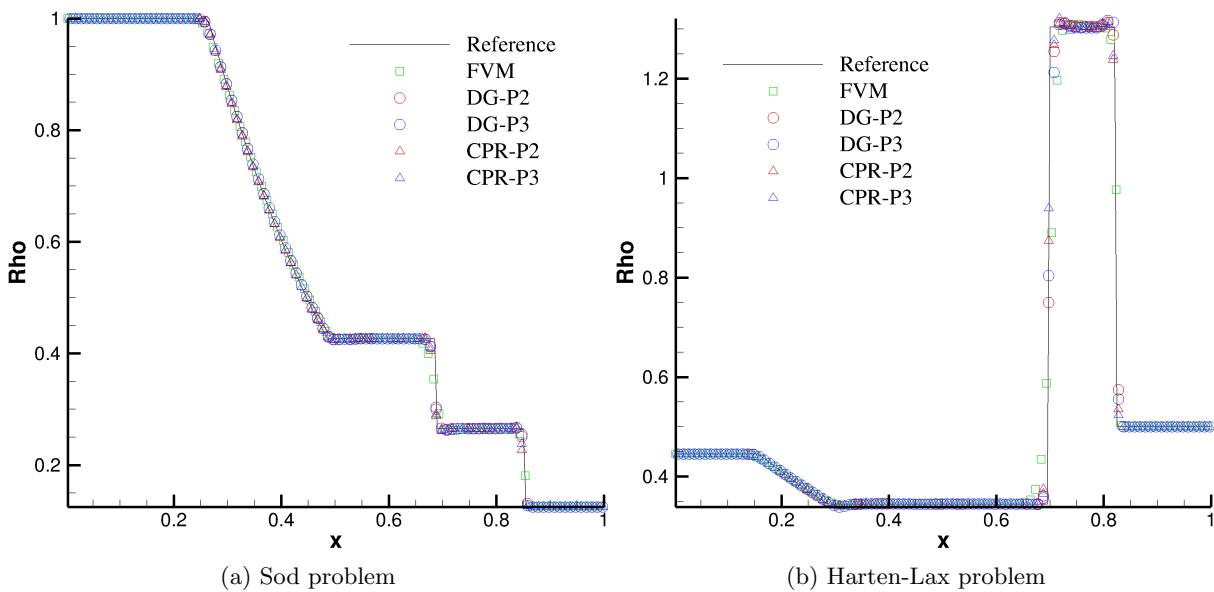 1
0.8
0.6
0.4
0.2
Rho
0.2
0.4
0.6
0.8
1
x
Reference
FVM
DG-P2
DG-P3
CPR-P2
CPR-P3
(a) Sod problem
1.2
1
0.8
0.6
0.4
Rho
0.2
0.4
0.6
0.8
1
x
Reference
FVM
DG-P2
DG-P3
CPR-P2
CPR-P3
(b) Harten-Lax problem